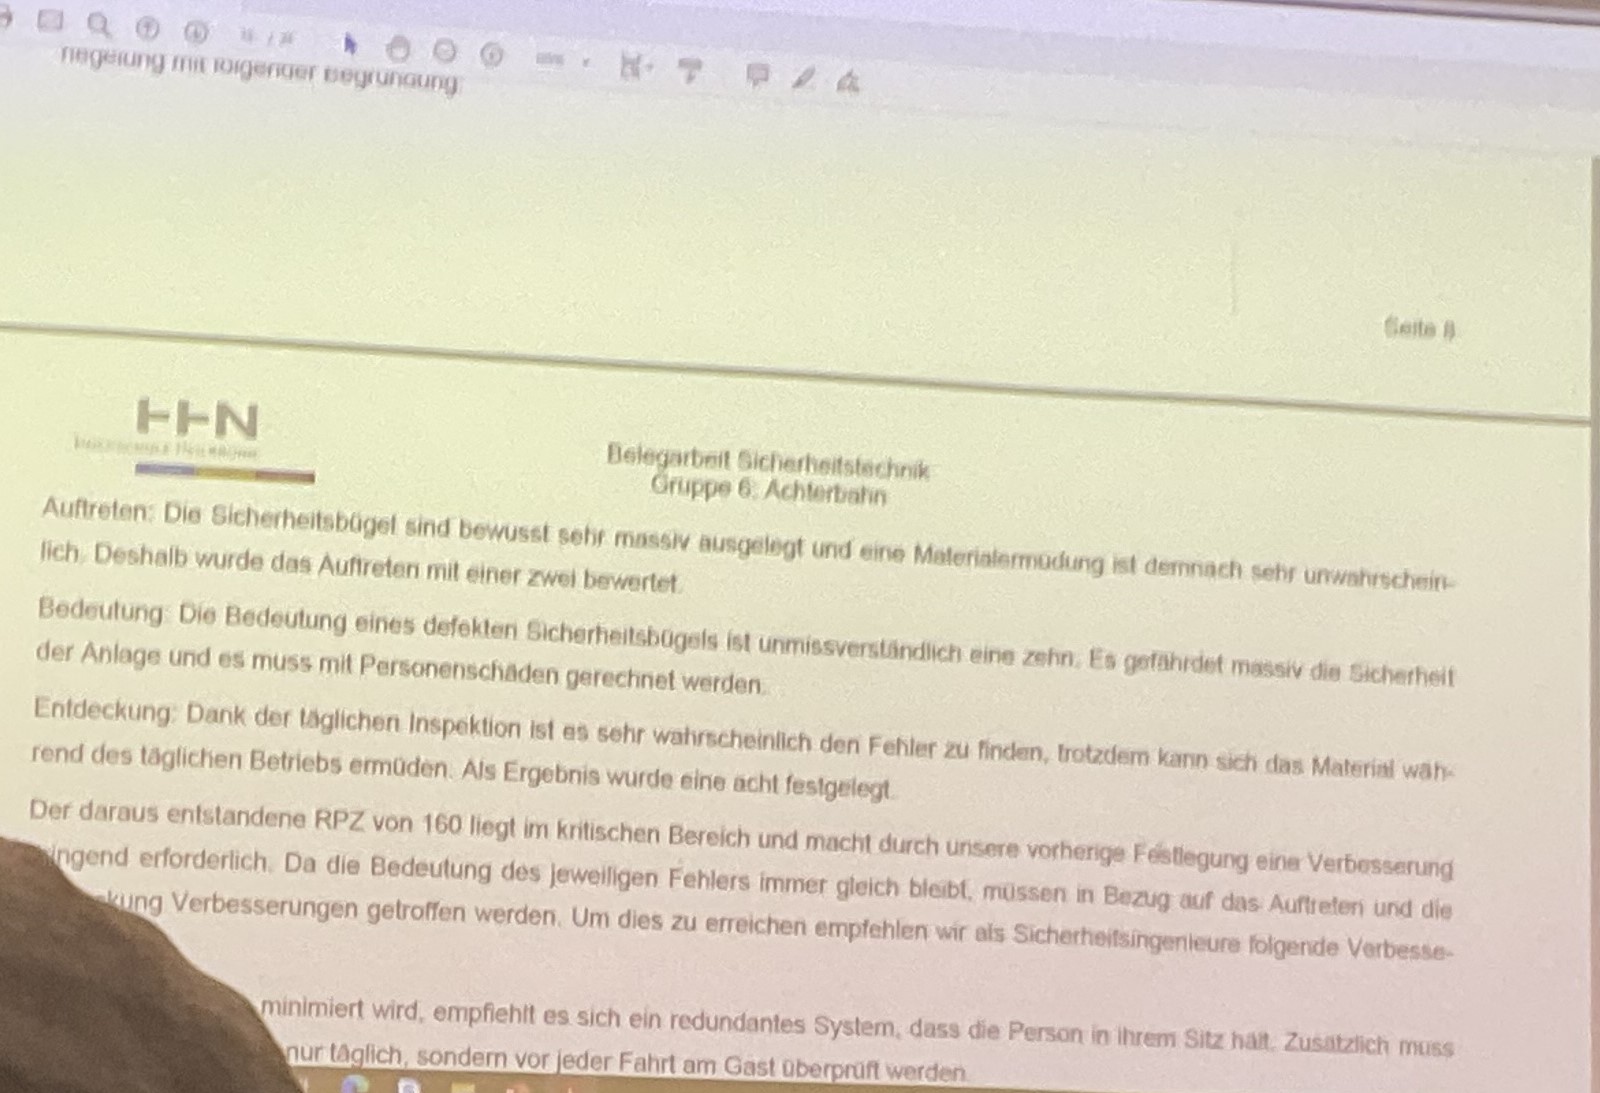 mit folgender Begründung
Seite 8
HHN
HOCHSCHULE HEILBRONN
Belegarbeit Sicherheitstechnik
Gruppe 6: Achterbahn
Auftreten: Die Sicherheitsbügel sind bewusst sehr massiv ausgelegt und eine Materialermüdung ist demnach sehr unwahrschein-
lich. Deshalb wurde das Auftreten mit einer zwei bewertet.
Bedeutung: Die Bedeutung eines defekten Sicherheitsbügels ist unmissverständlich eine zehn. Es gefährdet massiv die Sicherheit
der Anlage und es muss mit Personenschäden gerechnet werden.
Entdeckung: Dank der täglichen Inspektion ist es sehr wahrscheinlich den Fehler zu finden, trotzdem kann sich das Material wäh-
rend des täglichen Betriebs ermüden. Als Ergebnis wurde eine acht festgelegt.
Der daraus entstandene RPZ von 160 liegt im kritischen Bereich und macht durch unsere vorherige Festlegung eine Verbesserung
ingend erforderlich. Da die Bedeutung des jeweiligen Fehlers immer gleich bleibt, müssen in Bezug auf das Auftreten und die
kung Verbesserungen getroffen werden. Um dies zu erreichen empfehlen wir als Sicherheitsingenieure folgende Verbesse-
minimiert wird, empfiehlt es sich ein redundantes System, dass die Person in ihrem Sitz hält. Zusätzlich muss
nur täglich, sondern vor jeder Fahrt am Gast überprüft werden.